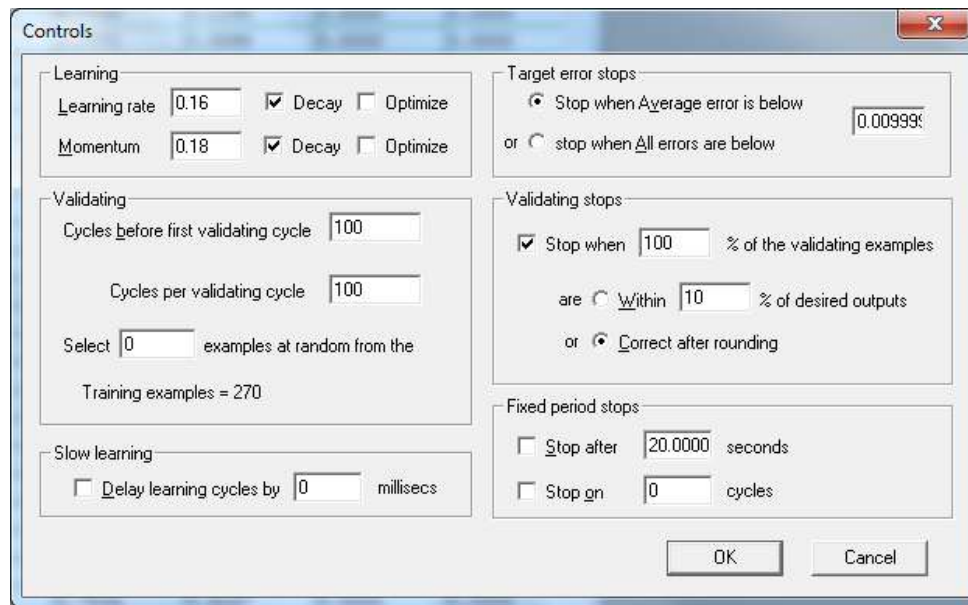 Controls
Learning
Learning rate 0.16 Decay Optimize
Momentum 0.18 Decay Optimize
Target error stops
Stop when Average error is below
0.00999
or stop when All errors are below
Validating
Cycles before first validating cycle 100
Cycles per validating cycle 100
Select 0 examples at random from the
Training examples = 270
Validating stops
Stop when 100 % of the validating examples
are Within 10 % of desired outputs
or Correct after rounding
Slow learning
Delay learning cycles by 0 millisecs
Fixed period stops
Stop after 20.0000 seconds
Stop on 0 cycles
OK Cancel